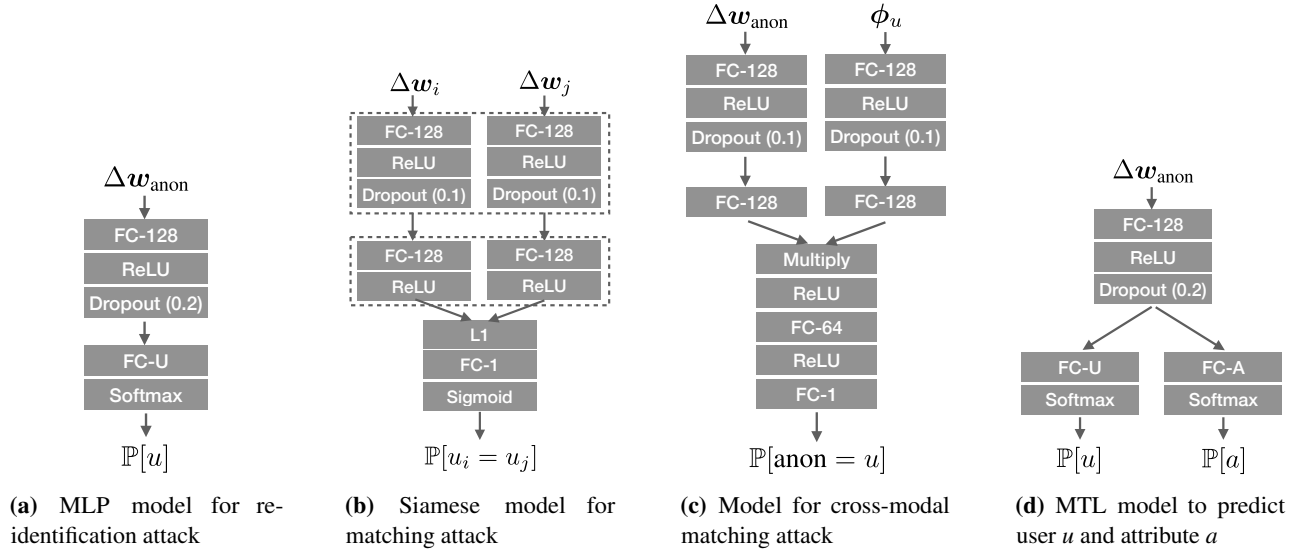 Δw_anon
FC-128
ReLU
Dropout (0.2)
FC-U
Softmax
ℙ[u]
(a) MLP model for re-
identification attack
Δw_i Δw_j
FC-128 FC-128
ReLU ReLU
Dropout (0.1) Dropout (0.1)
FC-128 FC-128
ReLU ReLU
L1
FC-1
Sigmoid
ℙ[u_i = u_j]
(b) Siamese model for
matching attack
Δw_anon ϕ_u
FC-128 FC-128
ReLU ReLU
Dropout (0.1) Dropout (0.1)
FC-128 FC-128
Multiply
ReLU
FC-64
ReLU
FC-1
ℙ[anon = u]
(c) Model for cross-modal
matching attack
Δw_anon
FC-128
ReLU
Dropout (0.2)
FC-U FC-A
Softmax Softmax
ℙ[u] ℙ[a]
(d) MTL model to predict
user u and attribute a